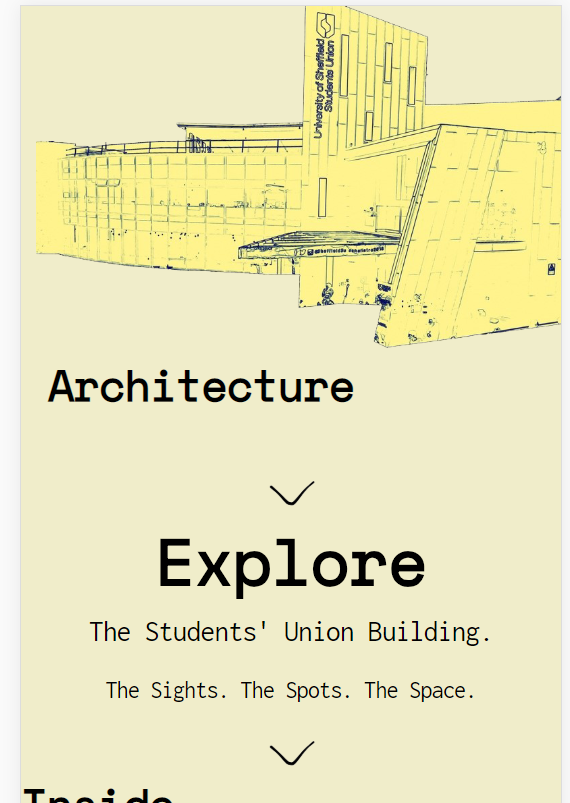 University of Sheffield
Students' Union
Architecture
Explore
The Students' Union Building.
The Sights. The Spots. The Space.
Inside